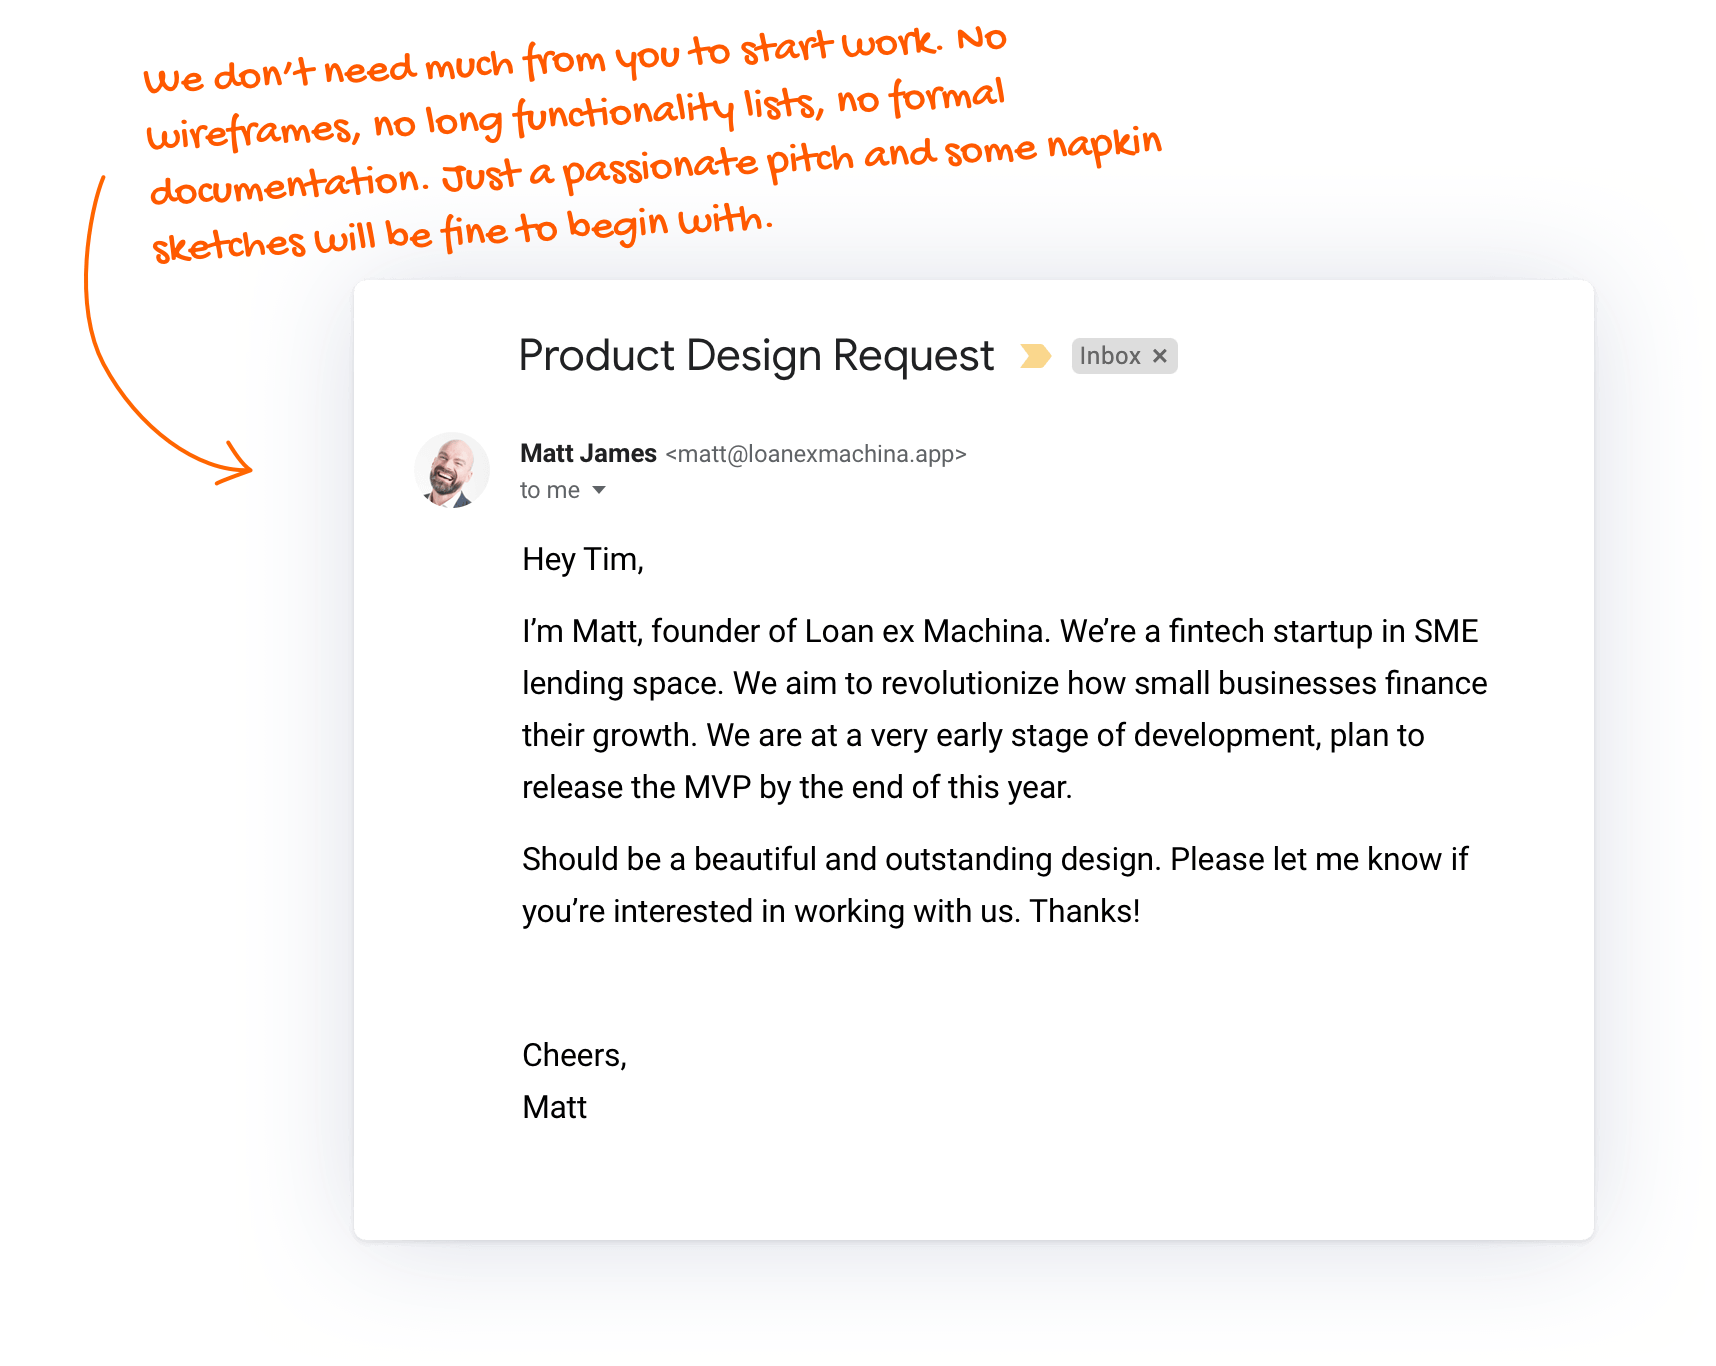 We don't need much from you to start work. No
wireframes, no long functionality lists, no formal
documentation. Just a passionate pitch and some napkin
sketches will be fine to begin with.
Product Design Request Inbox ×
Matt James <matt@loanexmachina.app>
to me
Hey Tim,
I’m Matt, founder of Loan ex Machina. We’re a fintech startup in SME
lending space. We aim to revolutionize how small businesses finance
their growth. We are at a very early stage of development, plan to
release the MVP by the end of this year.
Should be a beautiful and outstanding design. Please let me know if
you’re interested in working with us. Thanks!
Cheers,
Matt